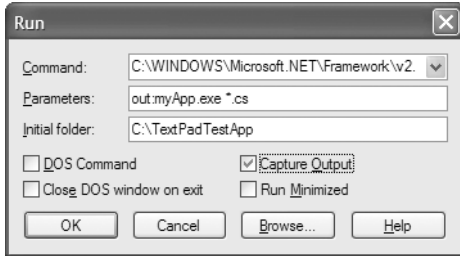 Run
Command: C:\WINDOWS\Microsoft.NET\Framework\v2.
Parameters: out:myApp.exe *.cs
Initial folder: C:\TextPadTestApp
DOS Command Capture Output
Close DOS window on exit Run Minimized
OK Cancel Browse... Help